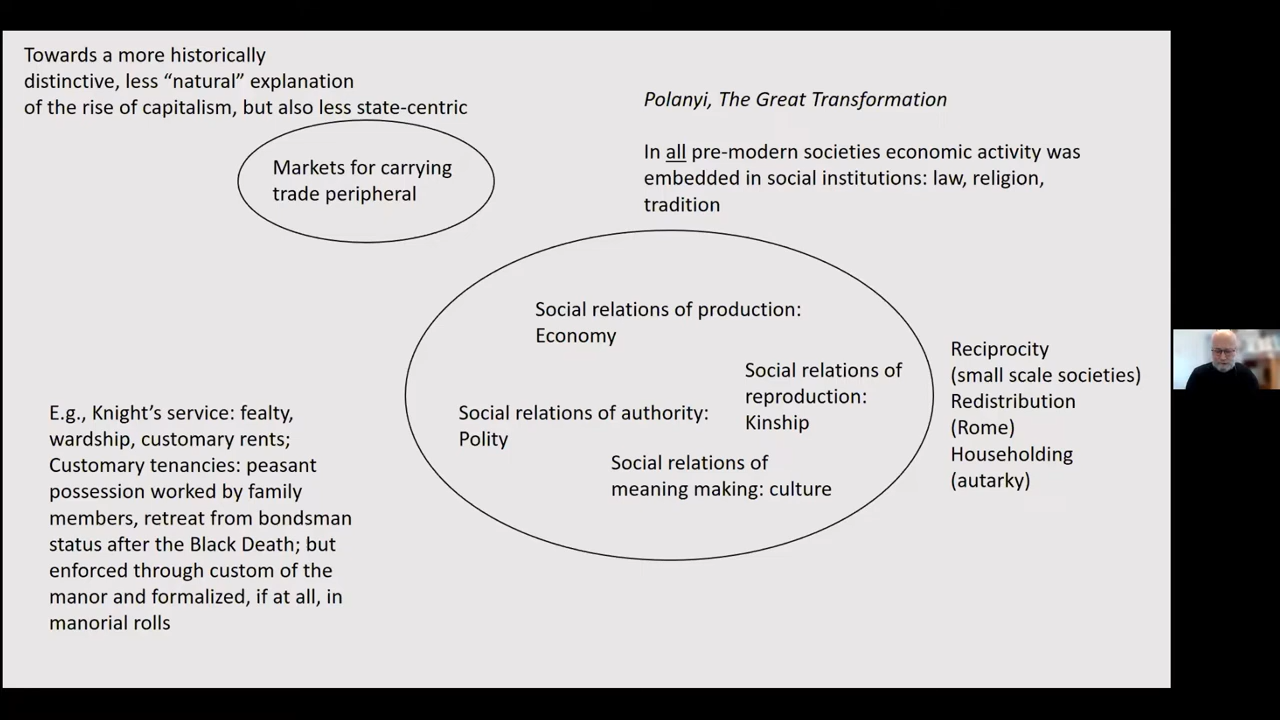 Towards a more historically
distinctive, less “natural” explanation
of the rise of capitalism, but also less state-centric
Polanyi, The Great Transformation
Markets for carrying
trade peripheral
In all pre-modern societies economic activity was
embedded in social institutions: law, religion,
tradition
Social relations of production:
Economy
Social relations of
reproduction:
Kinship
Social relations of authority:
Polity
Social relations of
meaning making: culture
Reciprocity
(small scale societies)
Redistribution
(Rome)
Householding
(autarky)
E.g., Knight’s service: fealty,
wardship, customary rents;
Customary tenancies: peasant
possession worked by family
members, retreat from bondsman
status after the Black Death; but
enforced through custom of the
manor and formalized, if at all, in
manorial rolls